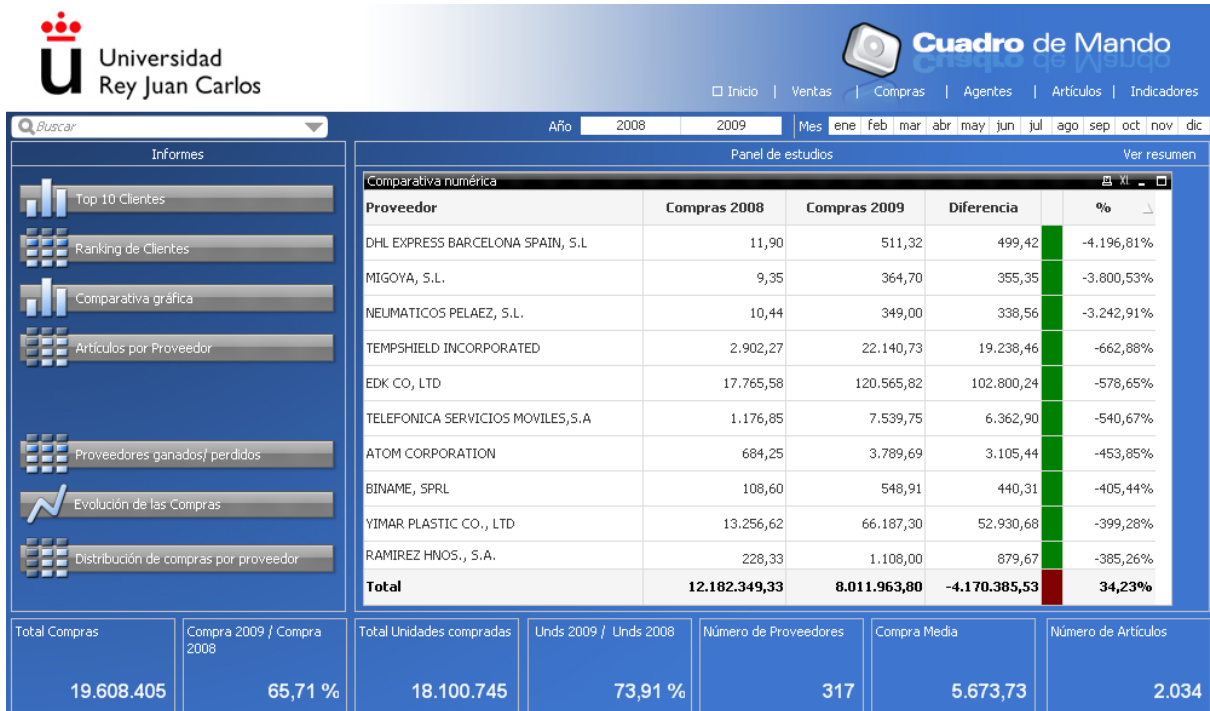 Universidad
Rey Juan Carlos
Cuadro de Mando
Inicio | Ventas | Compras | Agentes | Artículos | Indicadores
Buscar
Año 2008 2009 Mes ene feb mar abr may jun jul ago sep oct nov dic
Informes
Panel de estudios Ver resumen
Top 10 Clientes
Ranking de Clientes
Comparativa gráfica
Artículos por Proveedor
Proveedores ganados/ perdidos
Evolución de las Compras
Distribución de compras por proveedor
Comparativa numérica XL
Proveedor Compras 2008 Compras 2009 Diferencia %
DHL EXPRESS BARCELONA SPAIN, S.L 11,90 511,32 499,42 -4.196,81%
MIGOYA, S.L. 9,35 364,70 355,35 -3.800,53%
NEUMATICOS PELAEZ, S.L. 10,44 349,00 338,56 -3.242,91%
TEMPSHIELD INCORPORATED 2.902,27 22.140,73 19.238,46 -662,88%
EDK CO, LTD 17.765,58 120.565,82 102.800,24 -578,65%
TELEFONICA SERVICIOS MOVILES,S.A 1.176,85 7.539,75 6.362,90 -540,67%
ATOM CORPORATION 684,25 3.789,69 3.105,44 -453,85%
BINAME, SPRL 108,60 548,91 440,31 -405,44%
YIMAR PLASTIC CO., LTD 13.256,62 66.187,30 52.930,68 -399,28%
RAMIREZ HNOS., S.A. 228,33 1.108,00 879,67 -385,26%
Total 12.182.349,33 8.011.963,80 -4.170.385,53 34,23%
Total Compras
19.608.405
Compra 2009 / Compra
2008
65,71 %
Total Unidades compradas
18.100.745
Unds 2009 / Unds 2008
73,91 %
Número de Proveedores
317
Compra Media
5.673,73
Número de Artículos
2.034